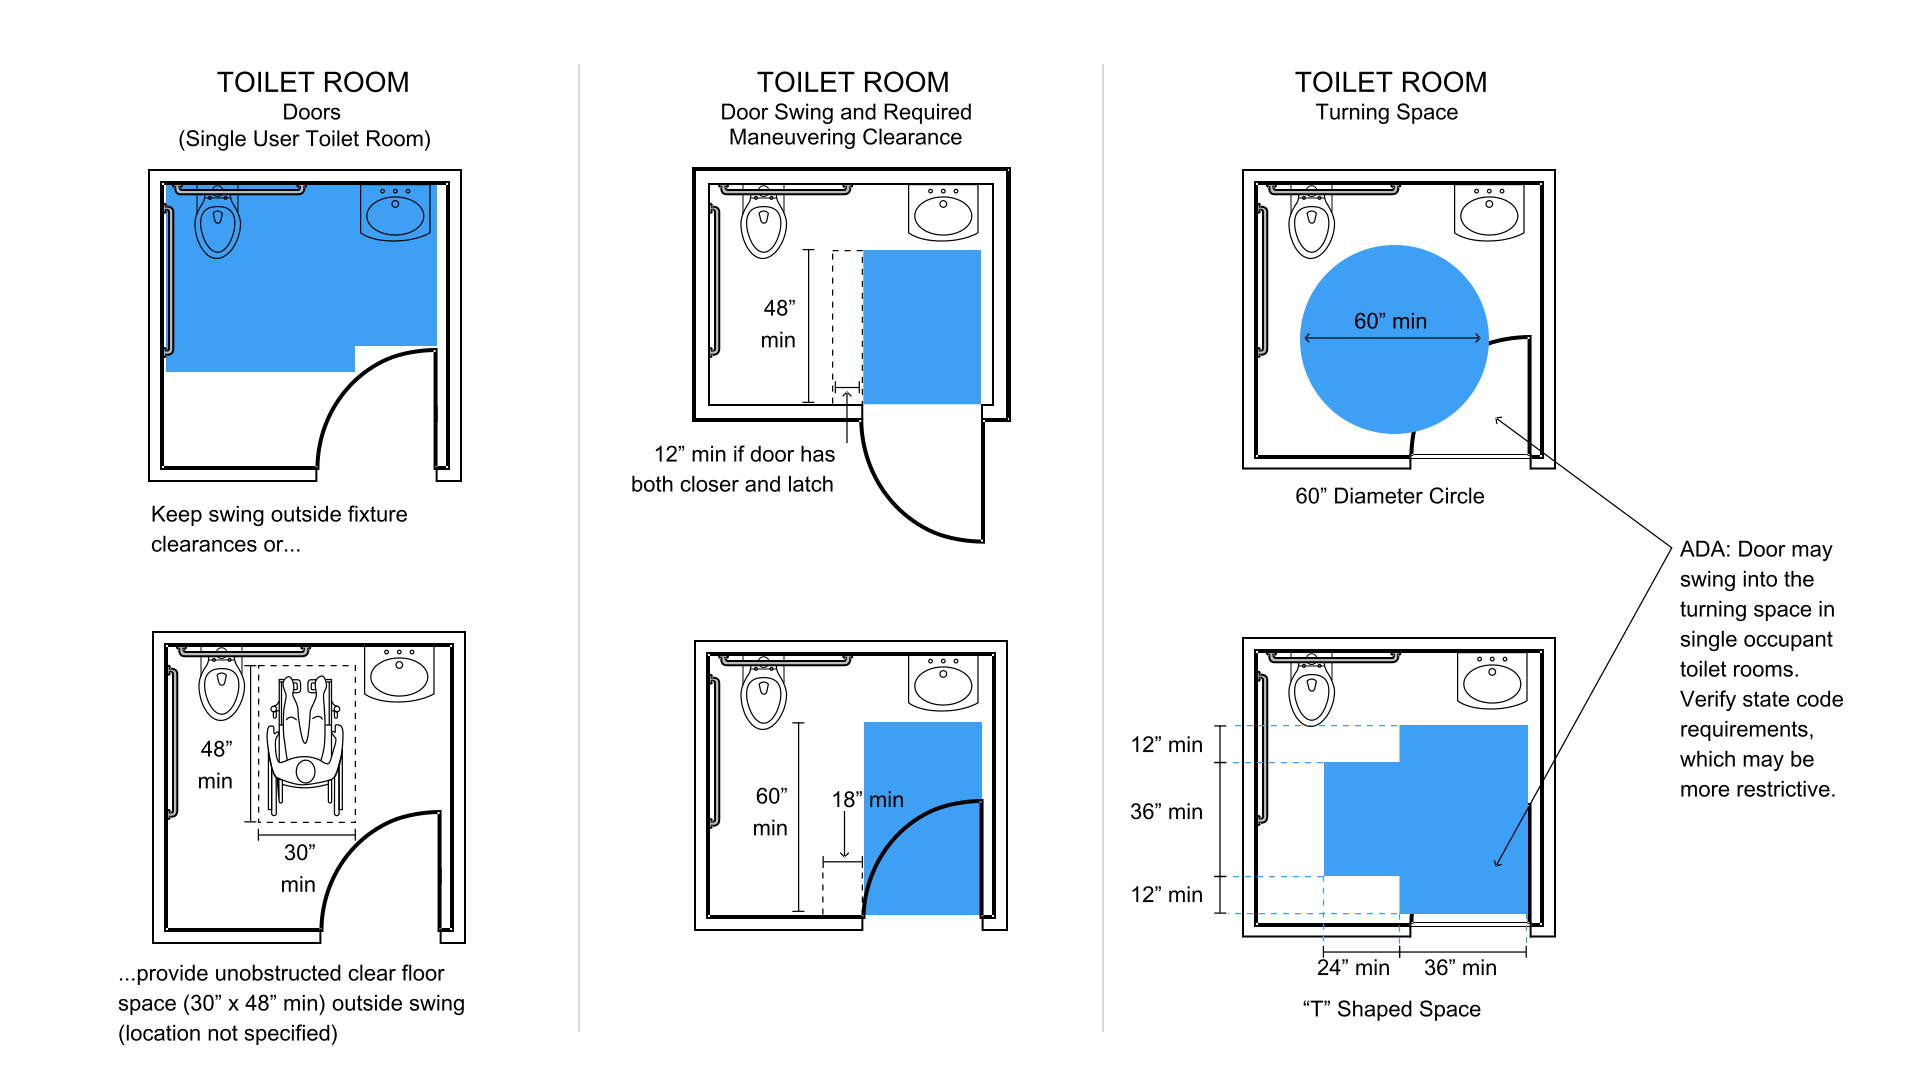 TOILET ROOM
Doors
(Single User Toilet Room)
Keep swing outside fixture
clearances or...
48”
min
30”
min
...provide unobstructed clear floor
space (30” x 48” min) outside swing
(location not specified)
TOILET ROOM
Door Swing and Required
Maneuvering Clearance
48”
min
12” min if door has
both closer and latch
60”
min
18” min
TOILET ROOM
Turning Space
60” min
60” Diameter Circle
12” min
36” min
12” min
24” min
36” min
“T” Shaped Space
ADA: Door may
swing into the
turning space in
single occupant
toilet rooms.
Verify state code
requirements,
which may be
more restrictive.